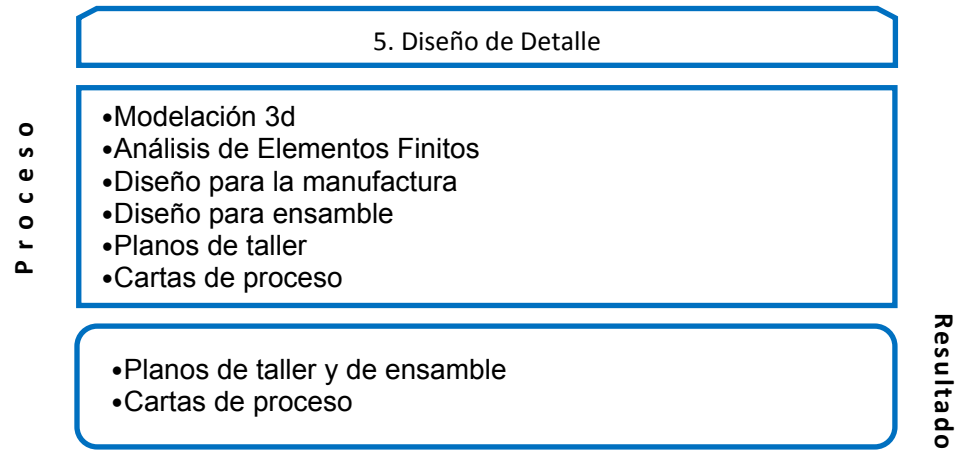 5. Diseño de Detalle
Proceso
•Modelación 3d
•Análisis de Elementos Finitos
•Diseño para la manufactura
•Diseño para ensamble
•Planos de taller
•Cartas de proceso
•Planos de taller y de ensamble
•Cartas de proceso
Resultado